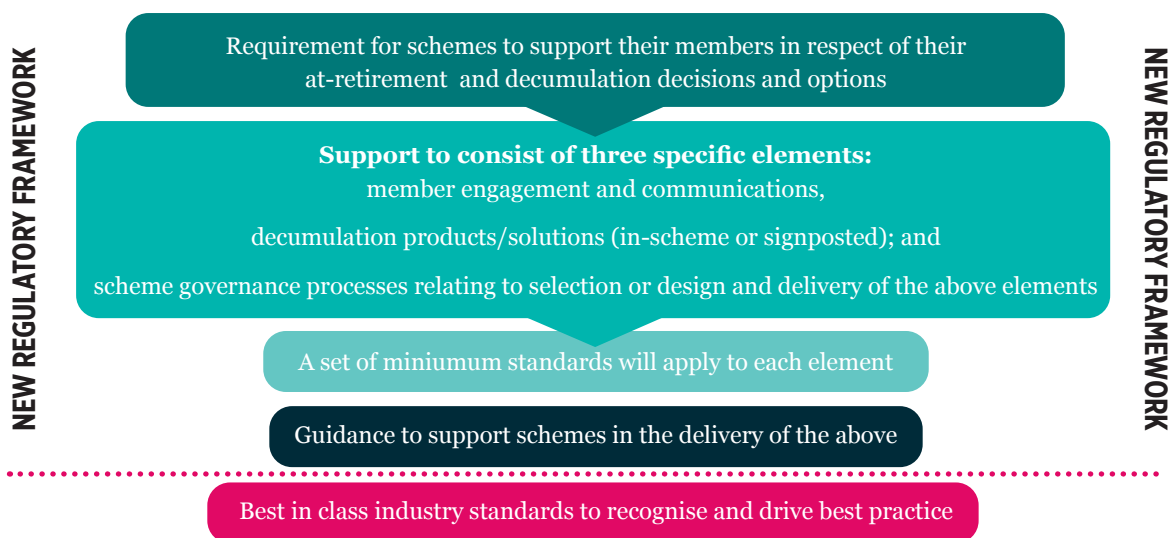 NEW REGULATORY FRAMEWORK
Requirement for schemes to support their members in respect of their
at-retirement and decumulation decisions and options
Support to consist of three specific elements:
member engagement and communications,
decumulation products/solutions (in-scheme or signposted); and
scheme governance processes relating to selection or design and delivery of the above elements
A set of miniumum standards will apply to each element
Guidance to support schemes in the delivery of the above
NEW REGULATORY FRAMEWORK
Best in class industry standards to recognise and drive best practice